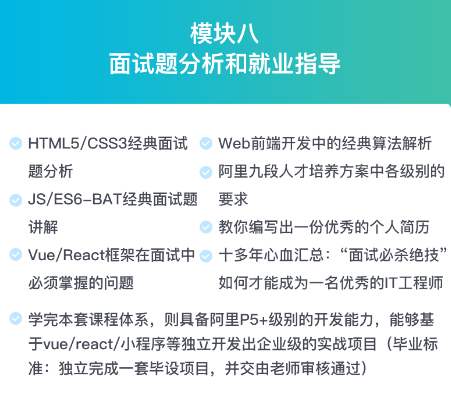 模块八
面试题分析和就业指导
HTML5/CSS3经典面试
题分析
JS/ES6-BAT经典面试题
讲解
Vue/React框架在面试中
必须掌握的问题
Web前端开发中的经典算法解析
阿里九段人才培养方案中各级别的
要求
教你编写出一份优秀的个人简历
十多年心血汇总：“面试必杀绝技”
如何才能成为一名优秀的IT工程师
学完本套课程体系，则具备阿里P5+级别的开发能力，能够基
于vue/react/小程序等独立开发出企业级的实战项目（毕业标
准：独立完成一套毕设项目，并交由老师审核通过）